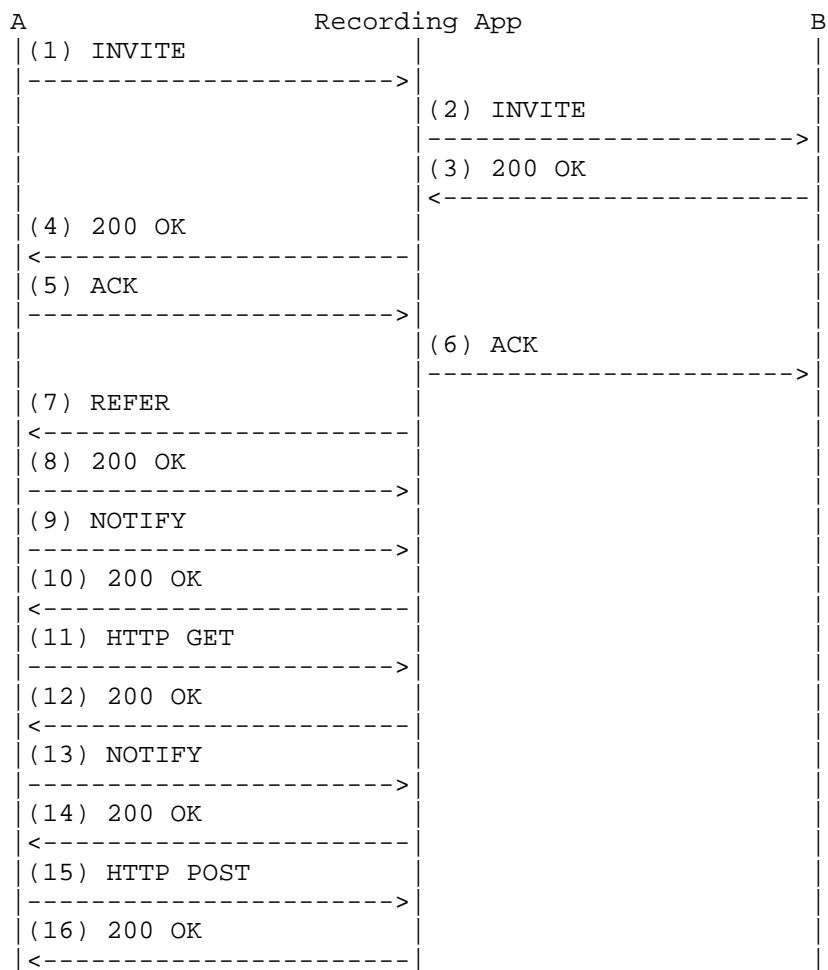 A Recording App B
(1) INVITE
(2) INVITE
(3) 200 OK
(4) 200 OK
(5) ACK
(6) ACK
(7) REFER
(8) 200 OK
(9) NOTIFY
(10) 200 OK
(11) HTTP GET
(12) 200 OK
(13) NOTIFY
(14) 200 OK
(15) HTTP POST
(16) 200 OK